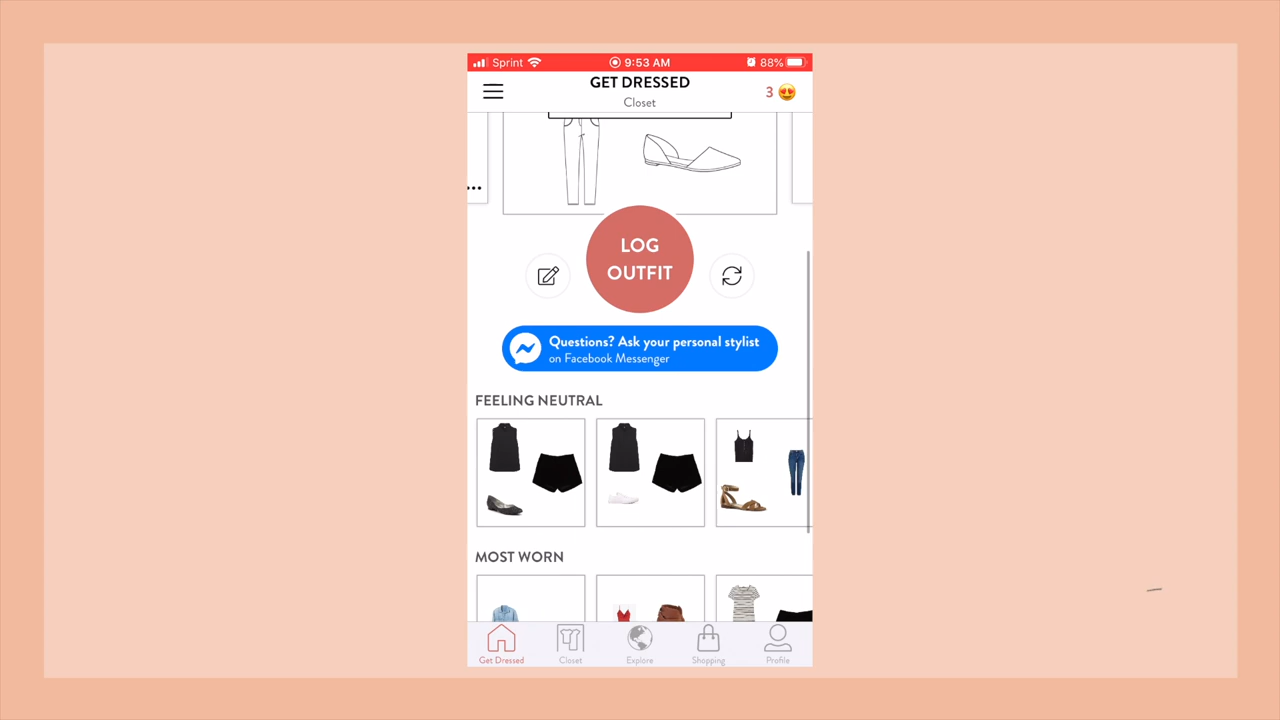 Sprint 9:53 AM 88%
GET DRESSED
Closet
3
LOG
OUTFIT
Questions? Ask your personal stylist
on Facebook Messenger
FEELING NEUTRAL
MOST WORN
Get Dressed Closet Explore Shopping Profile